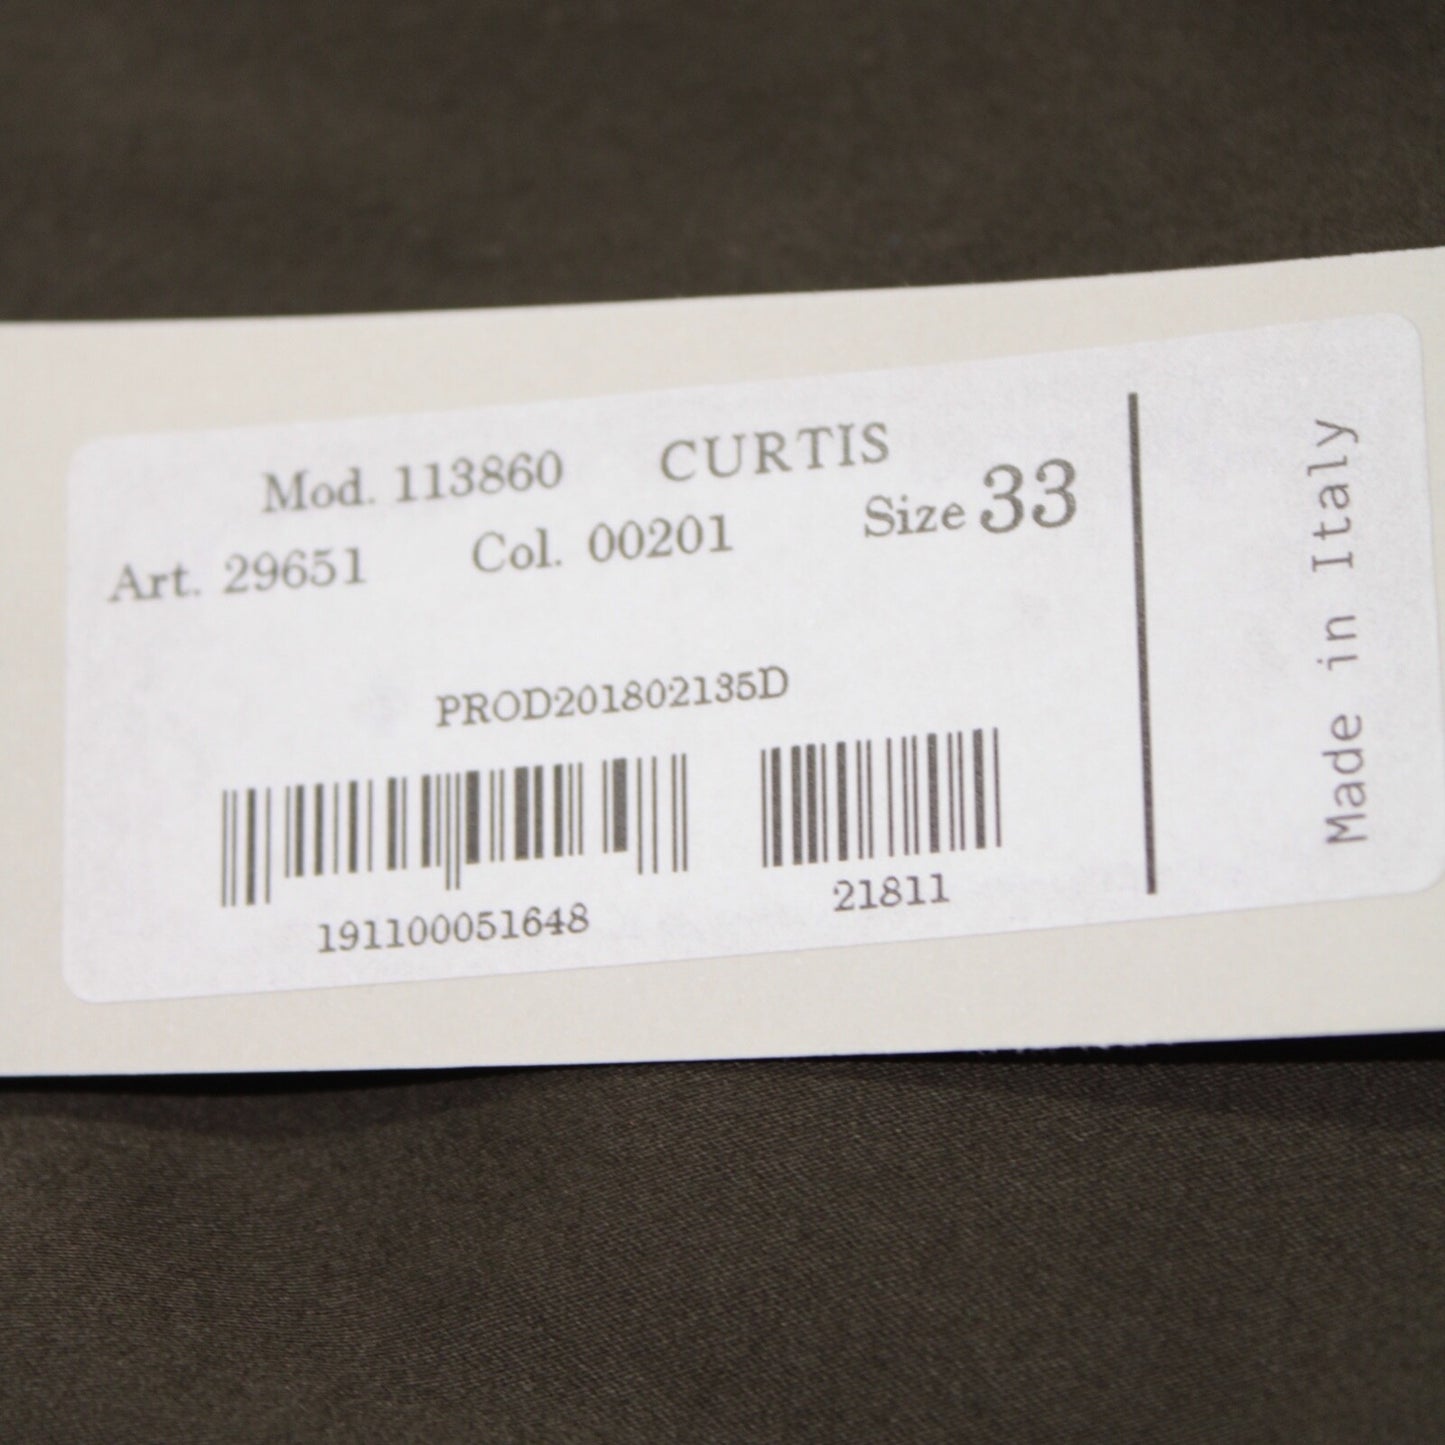 Mod. 113860 CURTIS
Art. 29651 Col. 00201 Size 33
PROD201802135D
191100051648 21811
Made in Italy